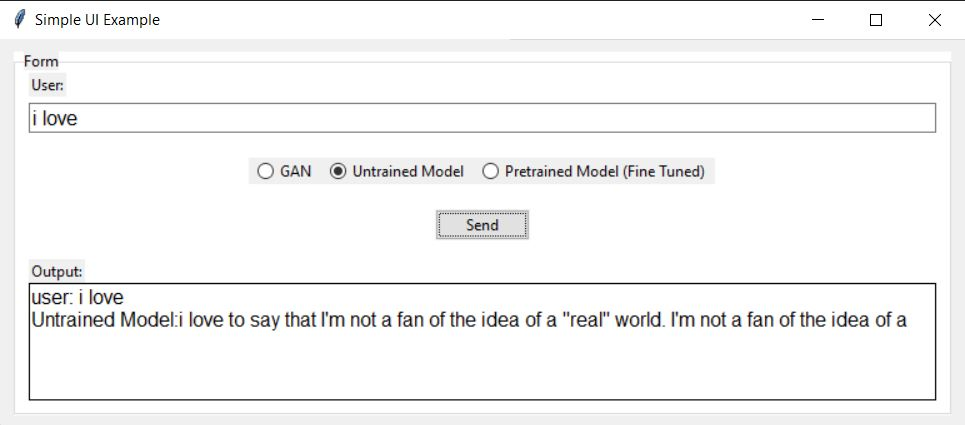 Simple UI Example
Form
User:
i love
GAN Untrained Model Pretrained Model (Fine Tuned)
Send
Output:
user: i love
Untrained Model:i love to say that I'm not a fan of the idea of a "real" world. I'm not a fan of the idea of a